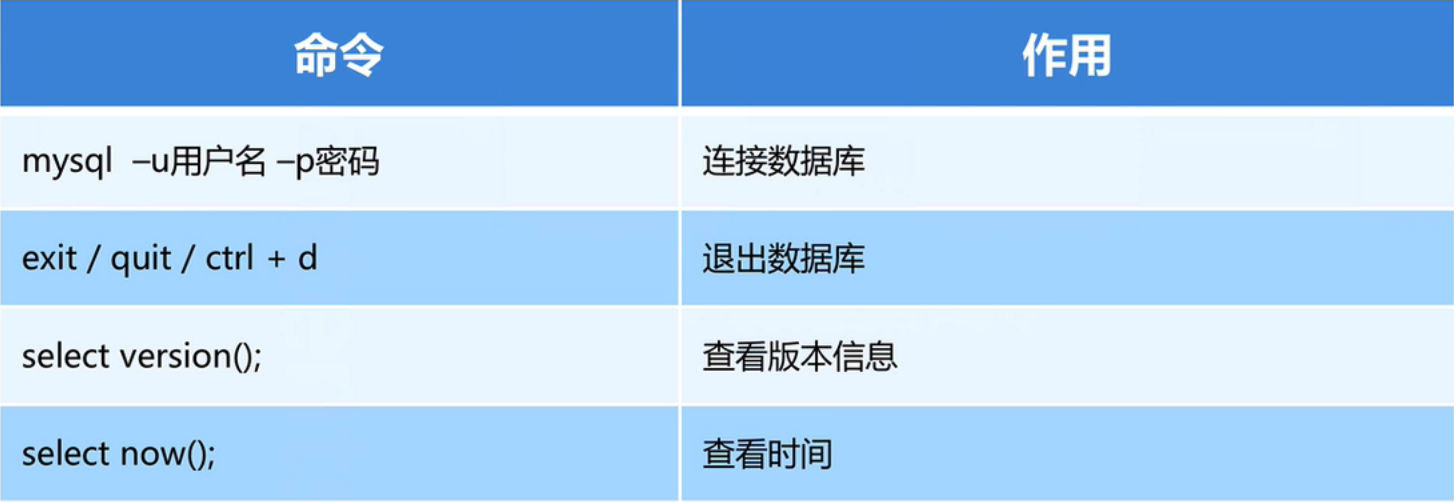 命令 作用
mysql –u用户名 –p密码 连接数据库
exit / quit / ctrl + d 退出数据库
select version(); 查看版本信息
select now(); 查看时间